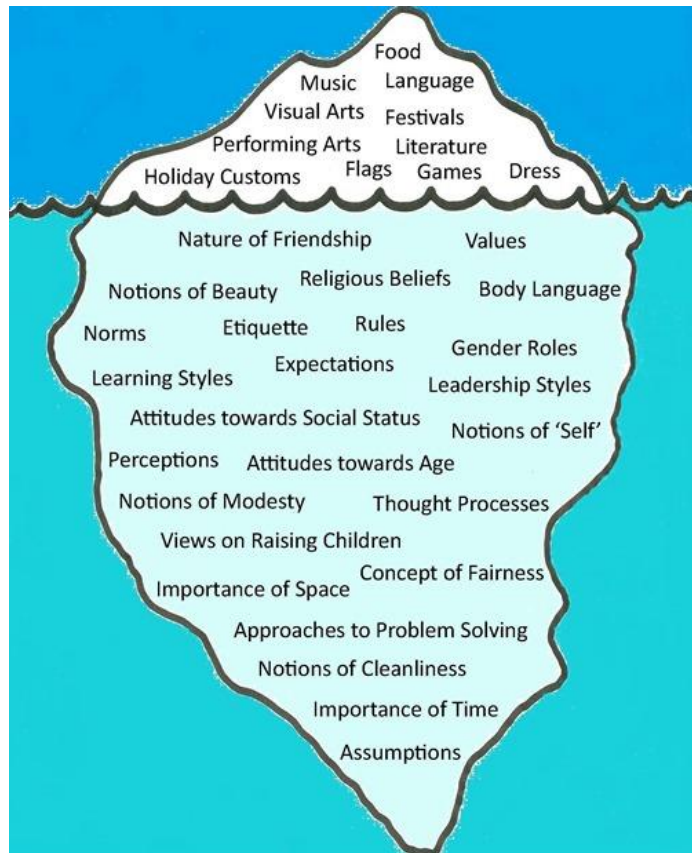 Food
Music
Language
Visual Arts
Festivals
Performing Arts
Literature
Holiday Customs
Flags
Games
Dress
Nature of Friendship
Values
Religious Beliefs
Notions of Beauty
Body Language
Norms
Etiquette
Rules
Expectations
Gender Roles
Learning Styles
Leadership Styles
Attitudes towards Social Status
Notions of ‘Self’
Perceptions
Attitudes towards Age
Notions of Modesty
Thought Processes
Views on Raising Children
Concept of Fairness
Importance of Space
Approaches to Problem Solving
Notions of Cleanliness
Importance of Time
Assumptions